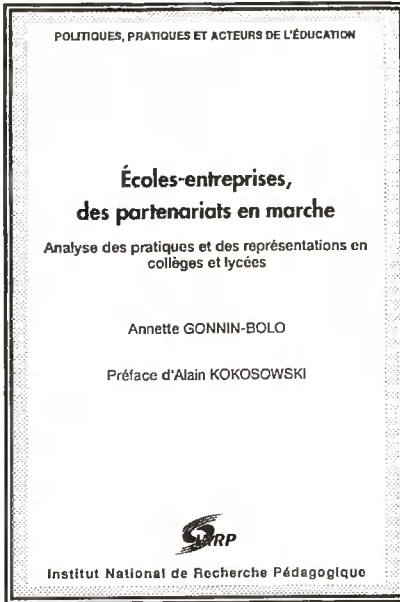 POLITIQUES, PRATIQUES ET ACTEURS DE L'ÉDUCATION
Écoles-entreprises,
des partenariats en marche
Analyse des pratiques et des représentations en
collèges et lycées
Annette GONNIN-BOLO
Préface d'Alain KOKOSOWSKI
INRP
Institut National de Recherche Pédagogique